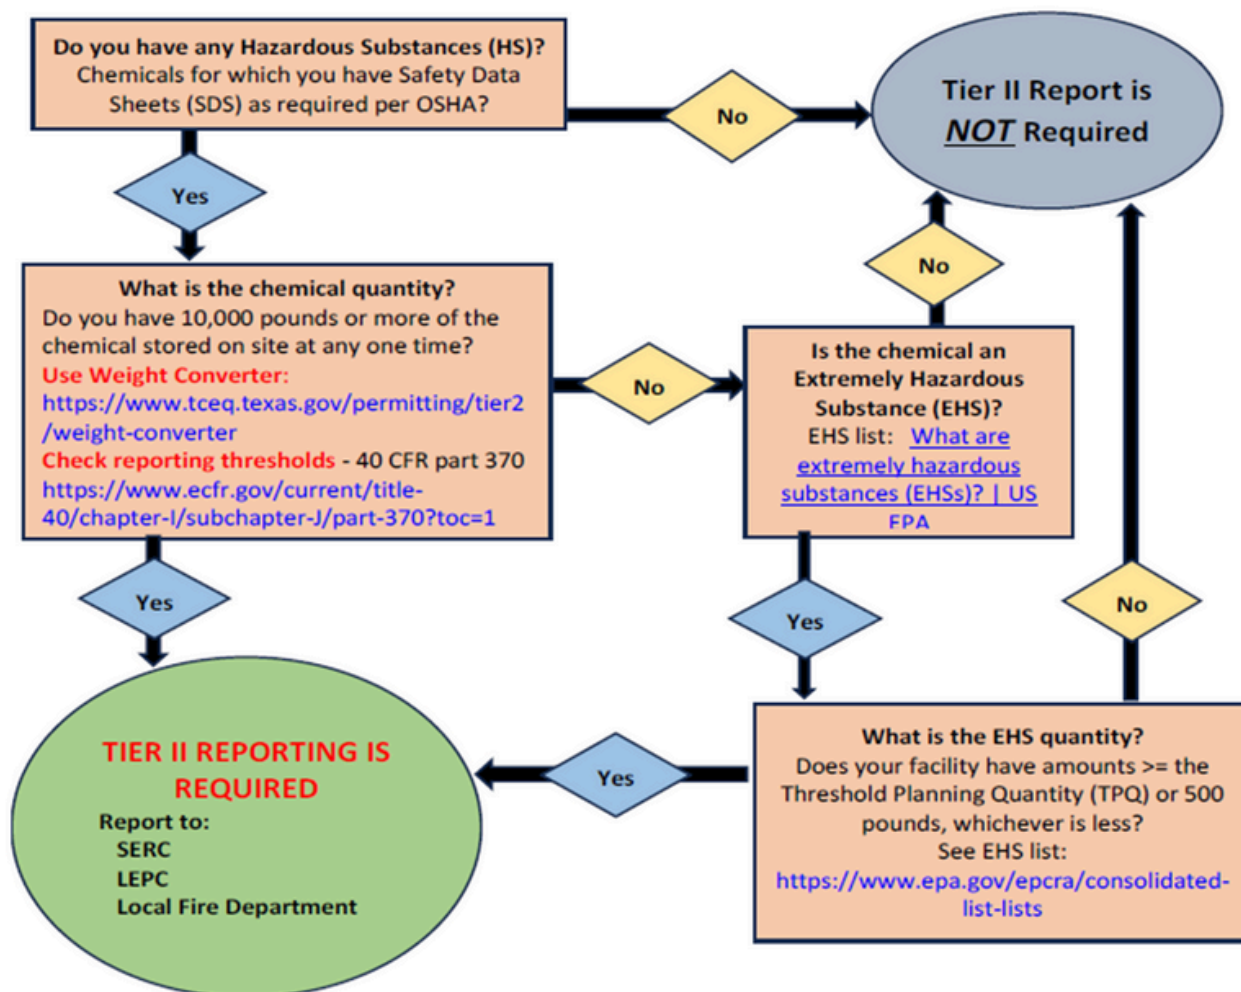 Do you have any Hazardous Substances (HS)?
Chemicals for which you have Safety Data
Sheets (SDS) as required per OSHA?
No
Tier II Report is
NOT Required
Yes
No
What is the chemical quantity?
Do you have 10,000 pounds or more of the
chemical stored on site at any one time?
Use Weight Converter:
https://www.tceq.texas.gov/permitting/tier2
/weight-converter
Check reporting thresholds - 40 CFR part 370
https://www.ecfr.gov/current/title-
40/chapter-I/subchapter-J/part-370?toc=1
No
Is the chemical an
Extremely Hazardous
Substance (EHS)?
EHS list: What are
extremely hazardous
substances (EHSs)? | US
EPA
Yes
Yes
No
TIER II REPORTING IS
REQUIRED
Report to:
SERC
LEPC
Local Fire Department
Yes
What is the EHS quantity?
Does your facility have amounts >= the
Threshold Planning Quantity (TPQ) or 500
pounds, whichever is less?
See EHS list:
https://www.epa.gov/epcra/consolidated-
list-lists